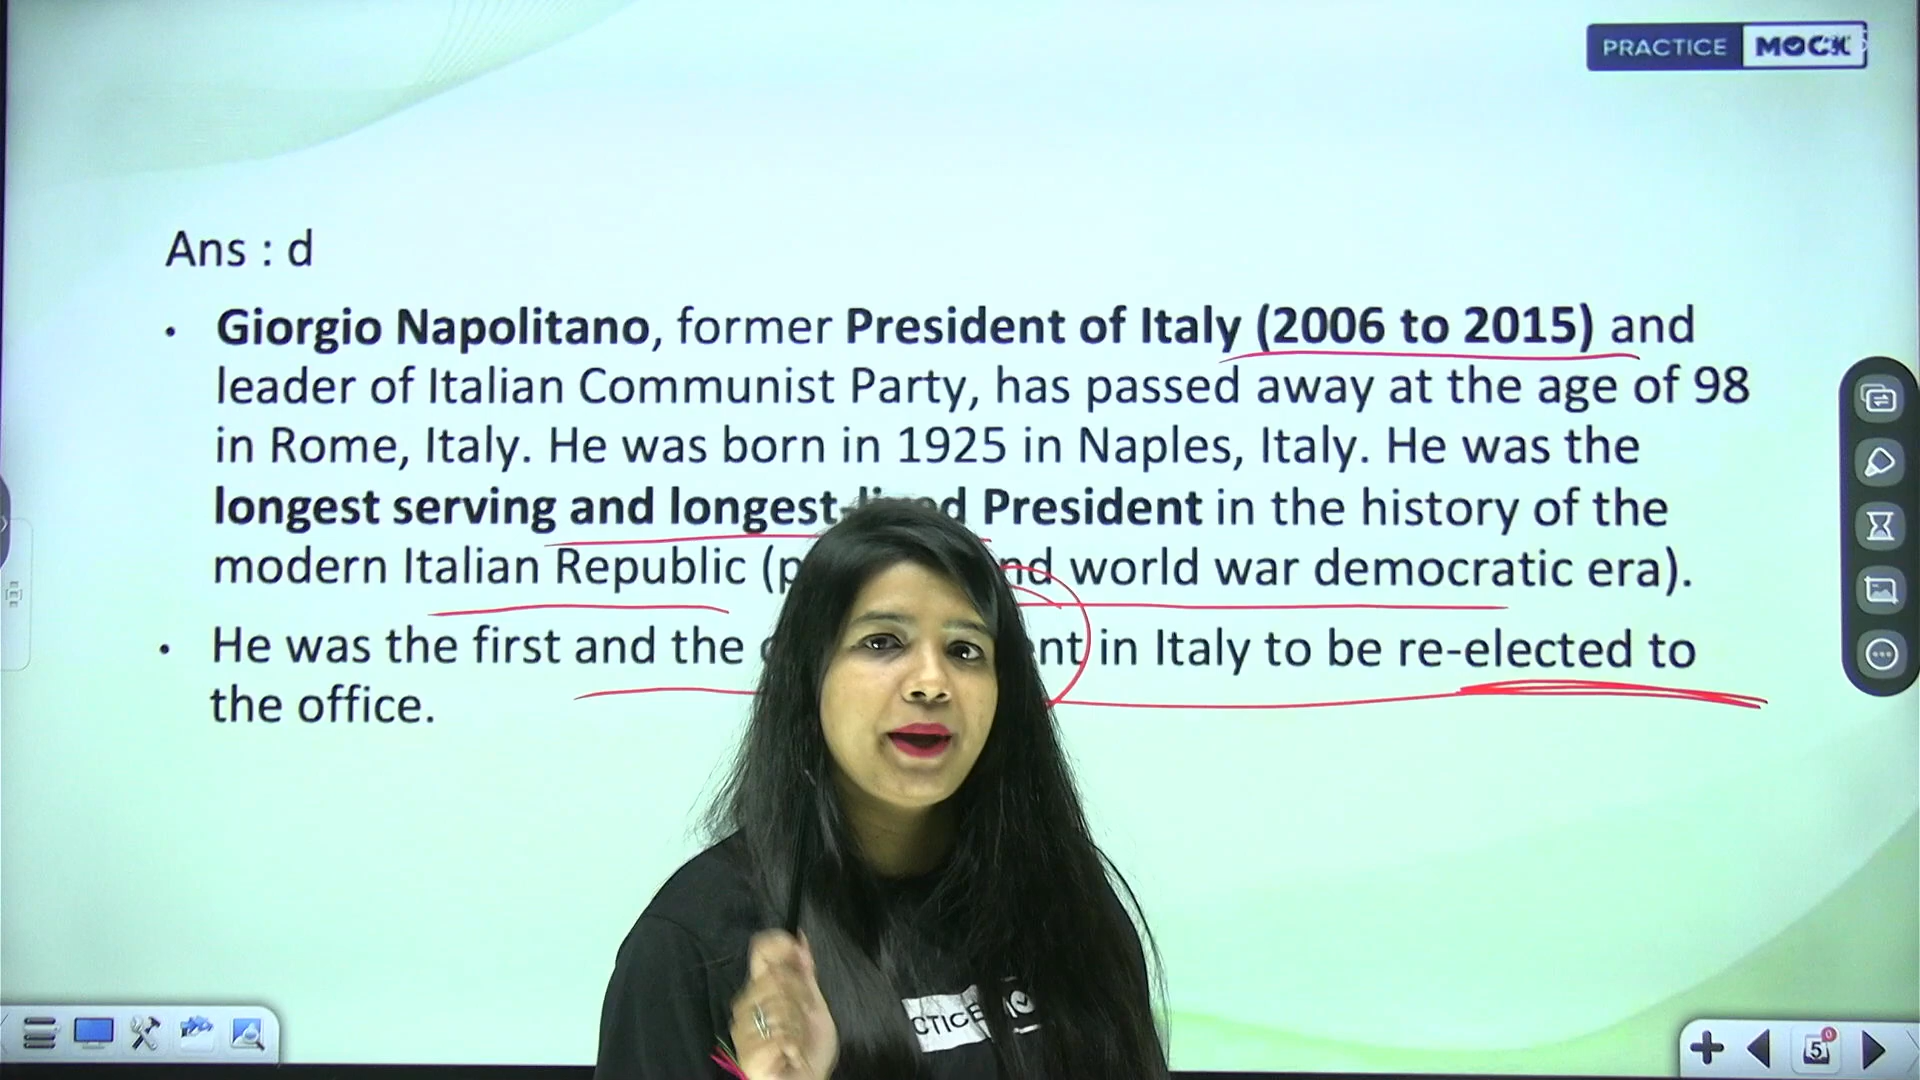 PRACTICE MOCK
Ans : d
• Giorgio Napolitano, former President of Italy (2006 to 2015) and
leader of Italian Communist Party, has passed away at the age of 98
in Rome, Italy. He was born in 1925 in Naples, Italy. He was the
longest serving and longest- President in the history of the
modern Italian Republic ( world war democratic era).
• He was the first and the in Italy to be re-elected to
the office.
5
0